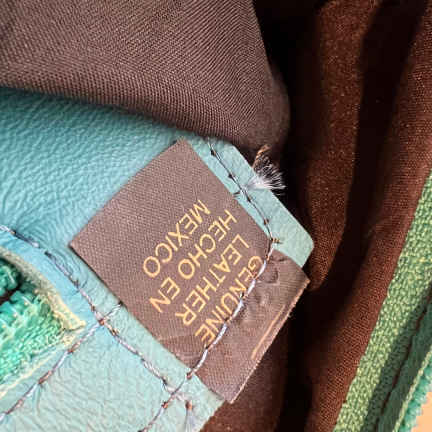 GENUINE
LEATHER
HECHO EN
MEXICO